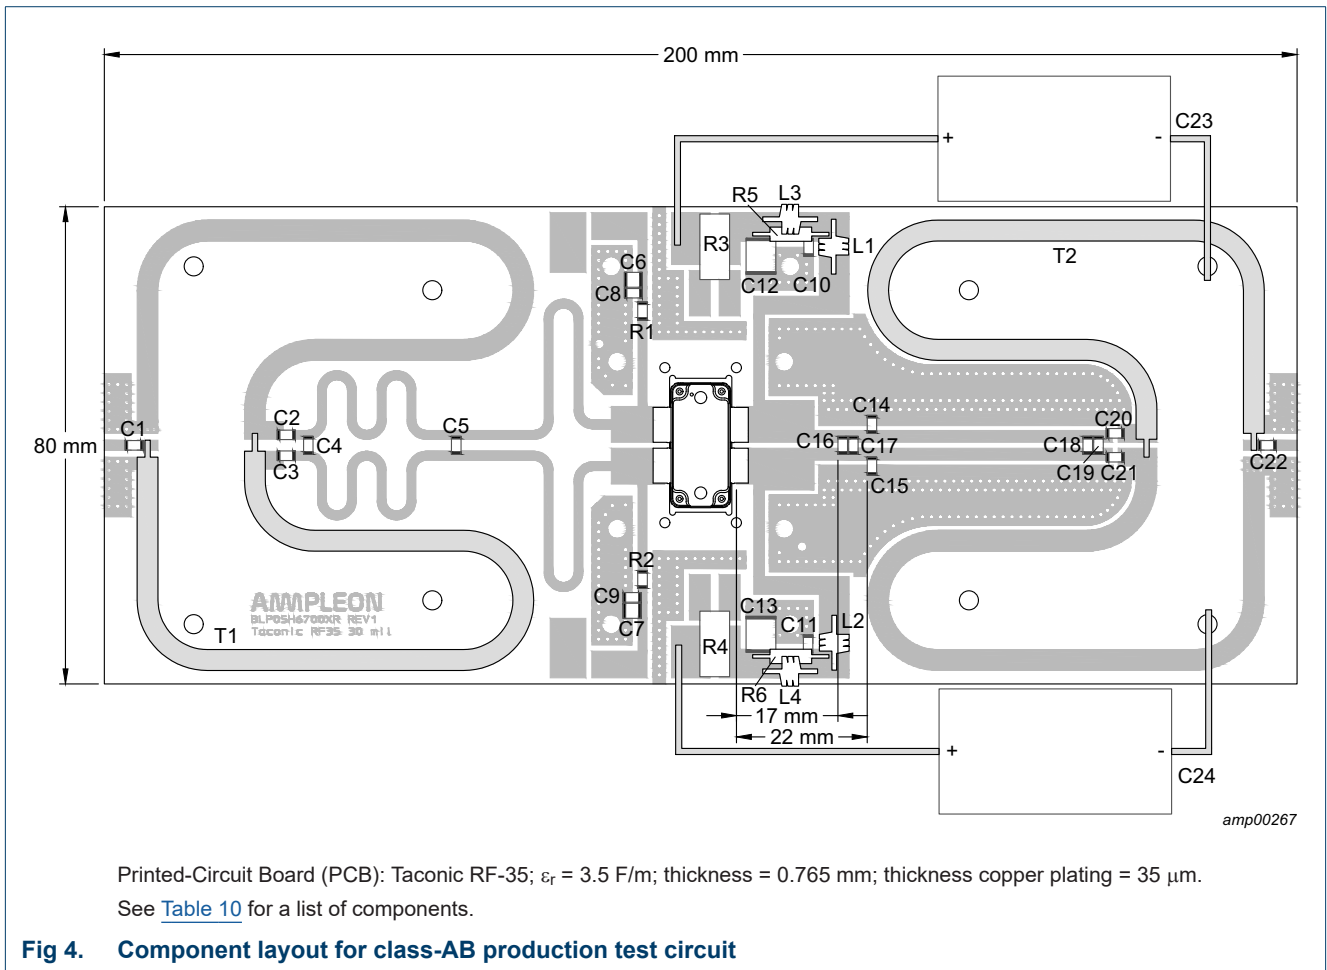 200 mm
C23
+ -
L3
R5
R3
L1
T2
C6
C12
C10
C8
R1
C14
C2
C20
C1
C4
C5
C16
C17
C18
80 mm
C22
C3
C19
C21
C15
R2
C9
C13
C11
L2
AMPLEON
BLP05H6700XR REV1
Taconic RF35 30 mil
T1
C7
R4
R6
L4
17 mm
22 mm
+ -
C24
amp00267
Printed-Circuit Board (PCB): Taconic RF-35; εr = 3.5 F/m; thickness = 0.765 mm; thickness copper plating = 35 μm.
See Table 10 for a list of components.
Fig 4. Component layout for class-AB production test circuit